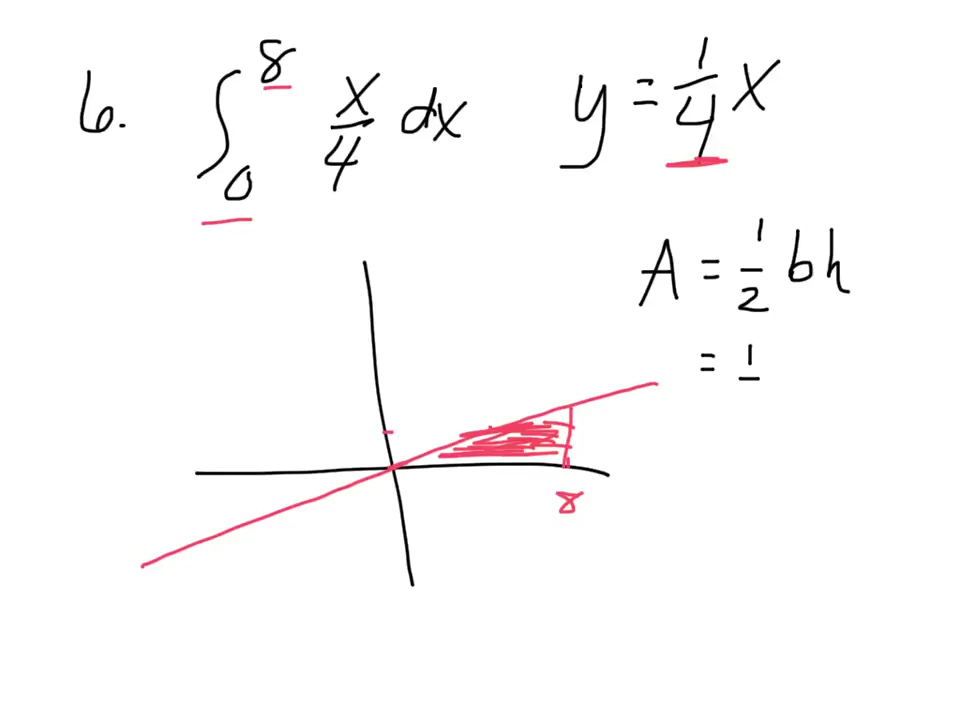 6. ∫₀⁸ x/4 dx y = 1/4 x
A = 1/2 bh
= 1
8